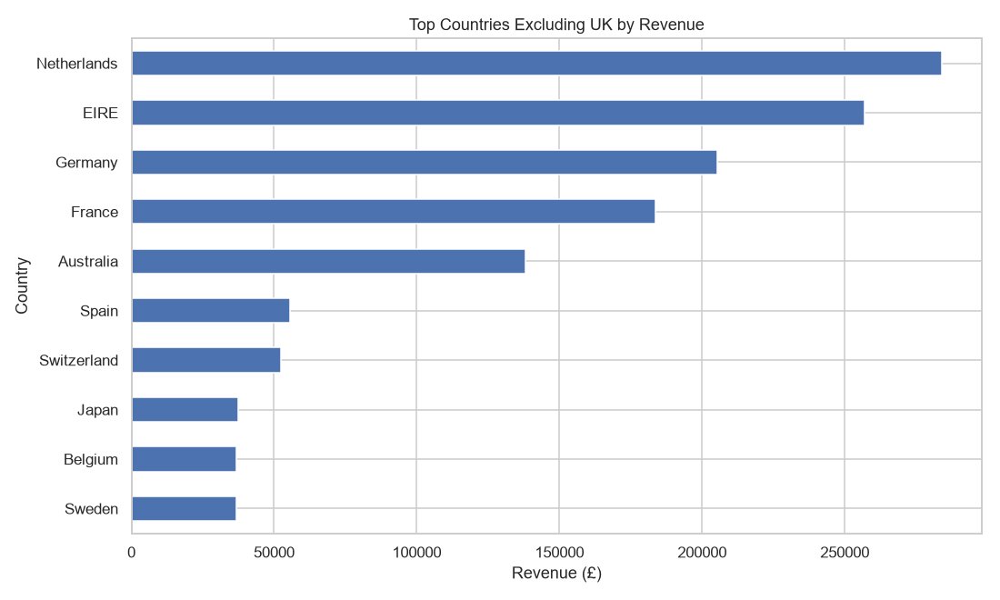 Top Countries Excluding UK by Revenue
Country
Netherlands
EIRE
Germany
France
Australia
Spain
Switzerland
Japan
Belgium
Sweden
0 50000 100000 150000 200000 250000
Revenue (£)